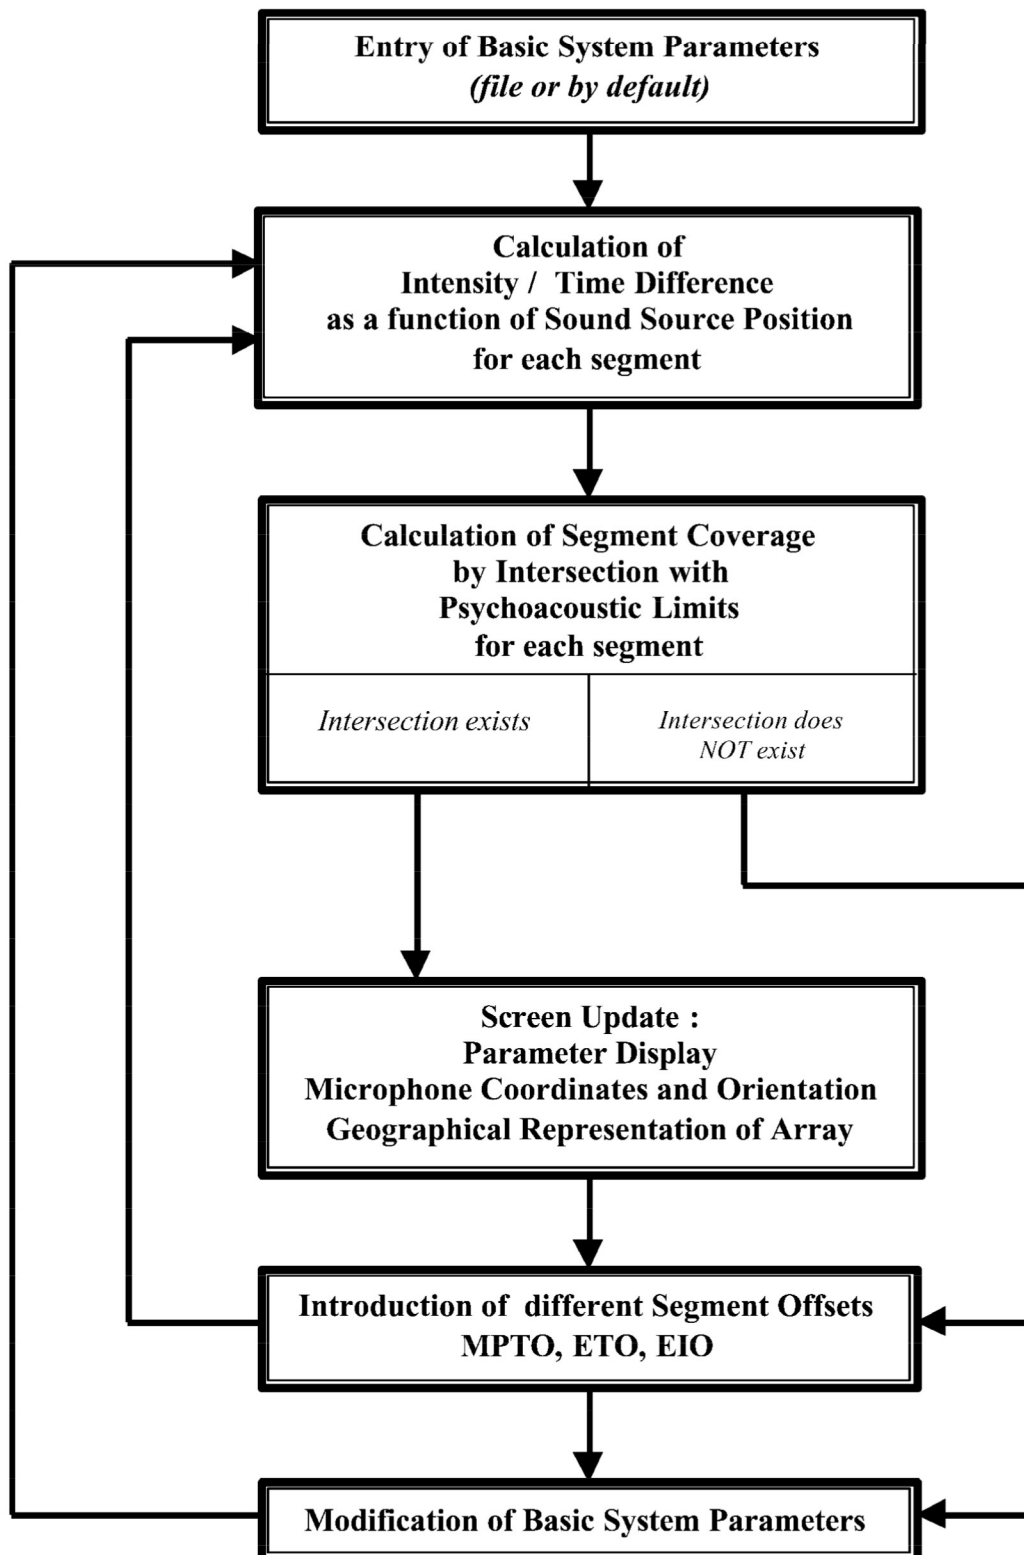 Entry of Basic System Parameters
(file or by default)
Calculation of
Intensity / Time Difference
as a function of Sound Source Position
for each segment
Calculation of Segment Coverage
by Intersection with
Psychoacoustic Limits
for each segment
Intersection exists
Intersection does
NOT exist
Screen Update :
Parameter Display
Microphone Coordinates and Orientation
Geographical Representation of Array
Introduction of different Segment Offsets
MPTO, ETO, EIO
Modification of Basic System Parameters